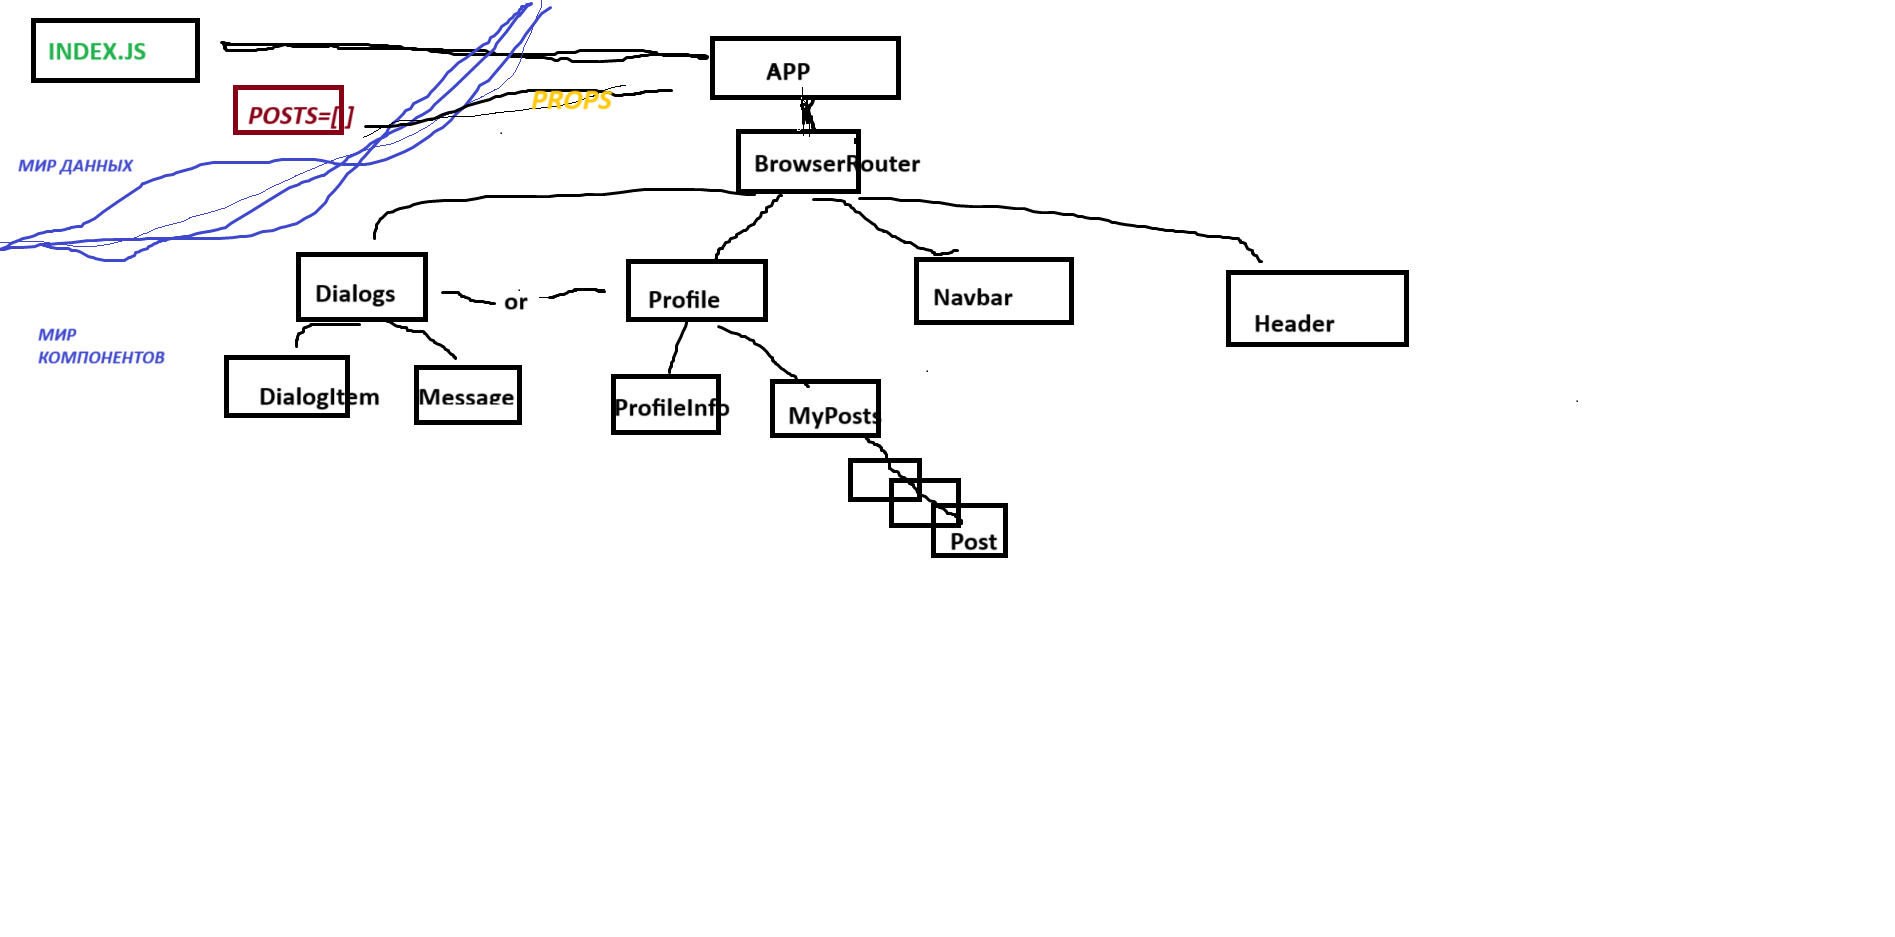 INDEX.JS
APP
POSTS=[ ]
PROPS
МИР ДАННЫХ
BrowserRouter
Dialogs
or
Profile
Navbar
Header
МИР
КОМПОНЕНТОВ
DialogItem
Message
ProfileInfo
MyPosts
Post